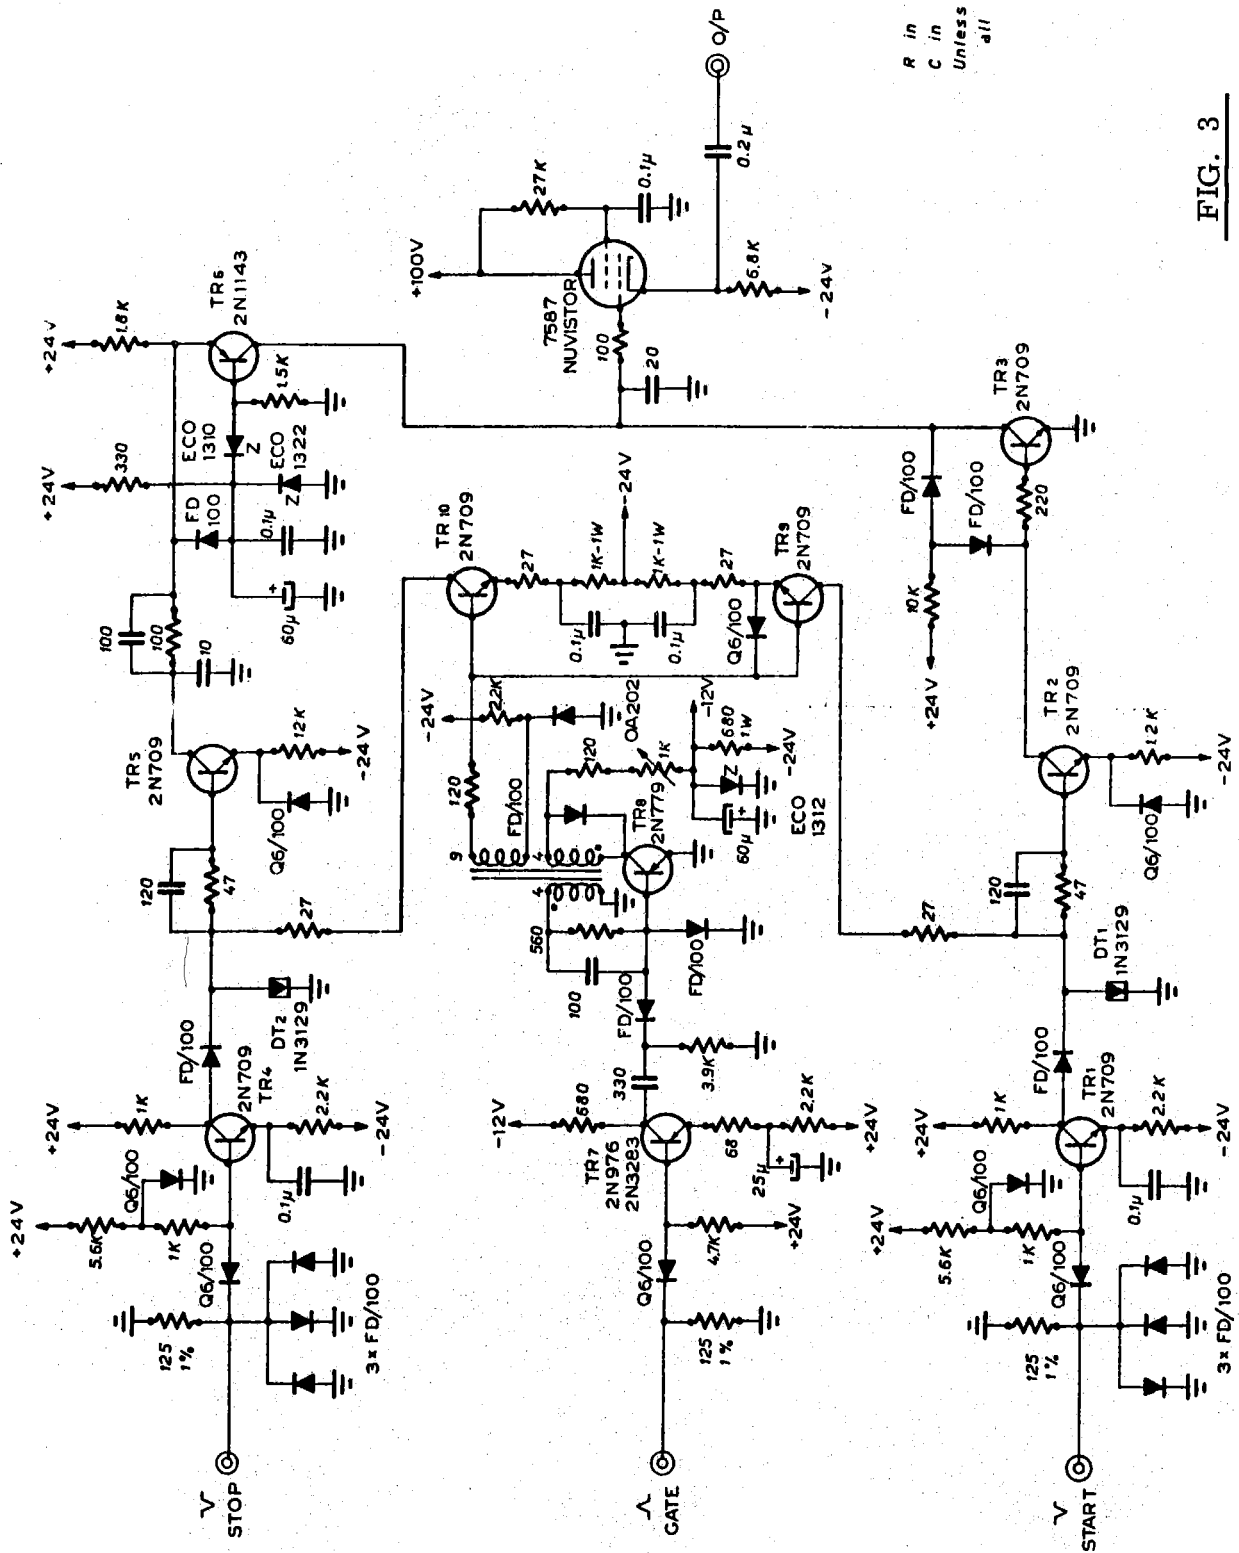 STOP
+24V
5.6K
Q6/100
1K
Q6/100
125
1%
3x FD/100
+24V
1K
2N709
TR4
2.2K
-24V
0.1μ
FD/100
DT2
1N3129
27
120
47
TR5
2N709
Q6/100
12K
-24V
100
100
10
60μ
0.1μ
FD
100
+24V
330
ECO
1310
Z
ECO
1322
Z
+24V
1.8K
TR6
2N1143
1.5K
GATE
125
1%
Q6/100
4.7K
+24V
-12V
680
TR7
2N976
2N3283
68
25μ
2.2K
+24V
330
3.9K
FD/100
FD/100
100
560
4
4
9
120
FD/100
-24V
2.2K
OA202
120
1K
TR8
2N779
-12V
680
1W
-24V
Z
60μ
ECO
1312
TR10
2N709
27
1K-1W
-24V
1K-1W
27
0.1μ
0.1μ
Q6/100
TR9
2N709
+100V
27K
0.1μ
7587
NUVISTOR
100
20
6.8K
-24V
0.2μ
O/P
START
+24V
5.6K
Q6/100
1K
Q6/100
125
1%
3x FD/100
+24V
1K
TR1
2N709
2.2K
-24V
0.1μ
FD/100
DT1
1N3129
27
120
47
TR2
2N709
Q6/100
1.2K
-24V
+24V
10K
FD/100
FD/100
220
TR3
2N709
R in
C in
Unless
all
FIG. 3